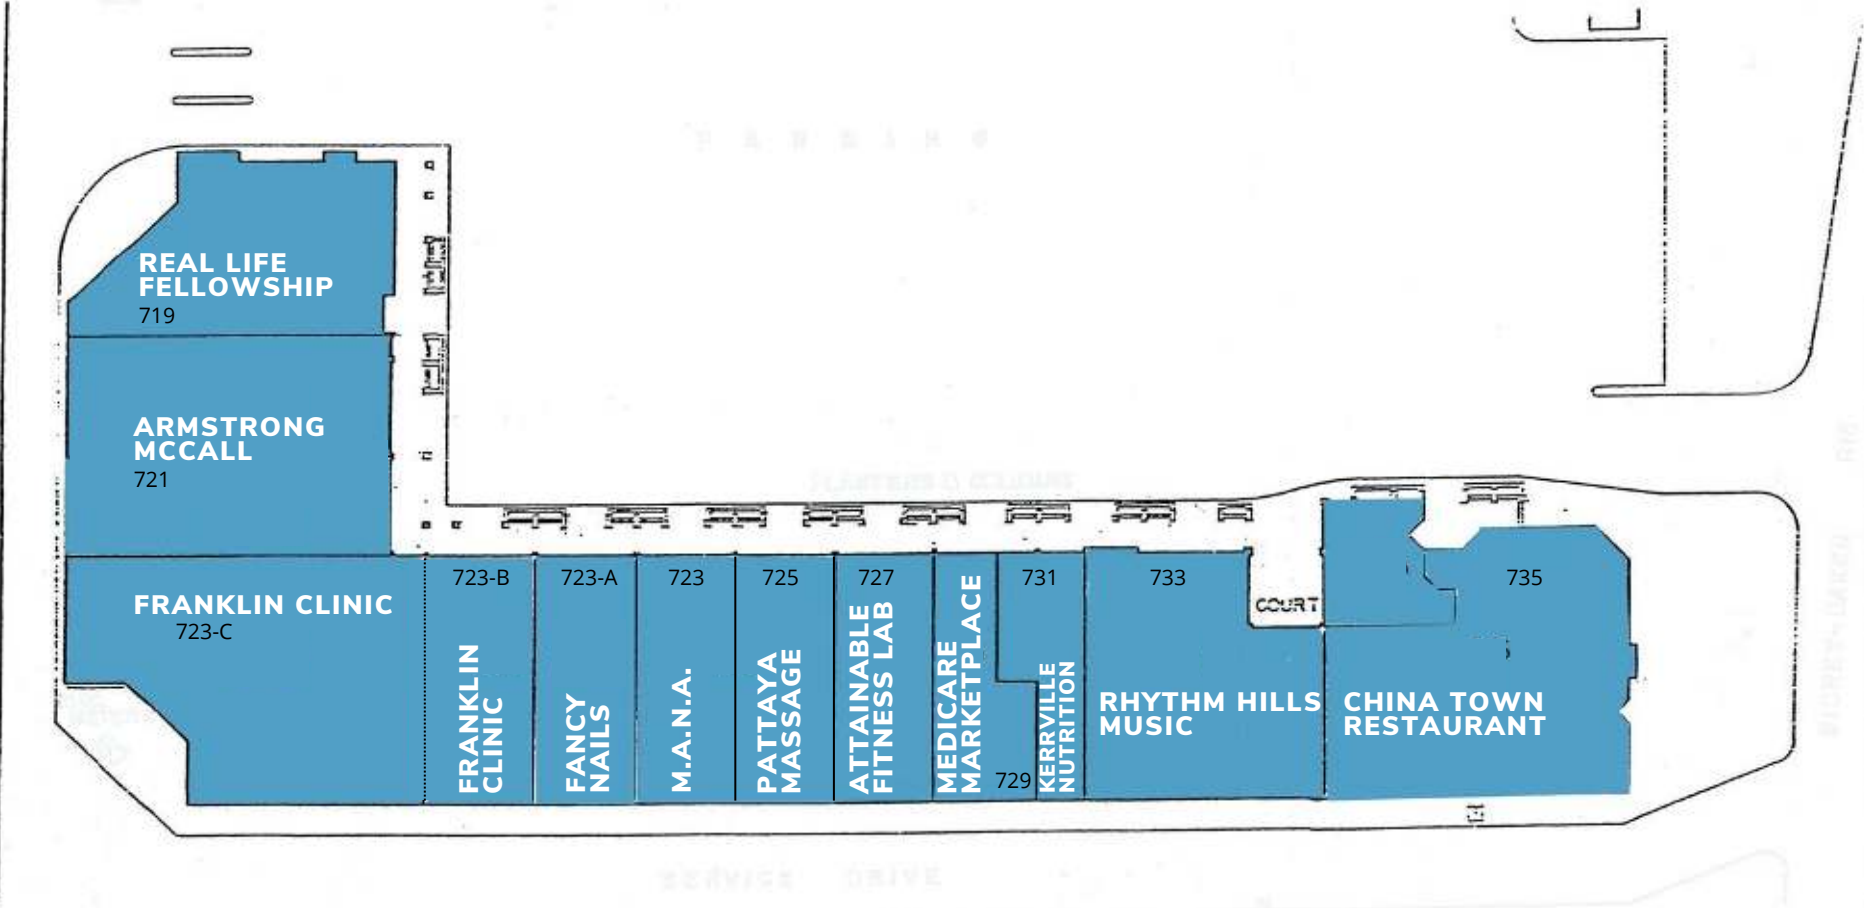 REAL LIFE
FELLOWSHIP
719
ARMSTRONG
MCCALL
721
FRANKLIN CLINIC
723-C
723-B
FRANKLIN
CLINIC
723-A
FANCY
NAILS
723
M.A.N.A.
725
PATTAYA
MASSAGE
727
ATTAINABLE
FITNESS LAB
MEDICARE
MARKETPLACE
729
731
KERRVILLE
NUTRITION
733
RHYTHM HILLS
MUSIC
COURT
735
CHINA TOWN
RESTAURANT